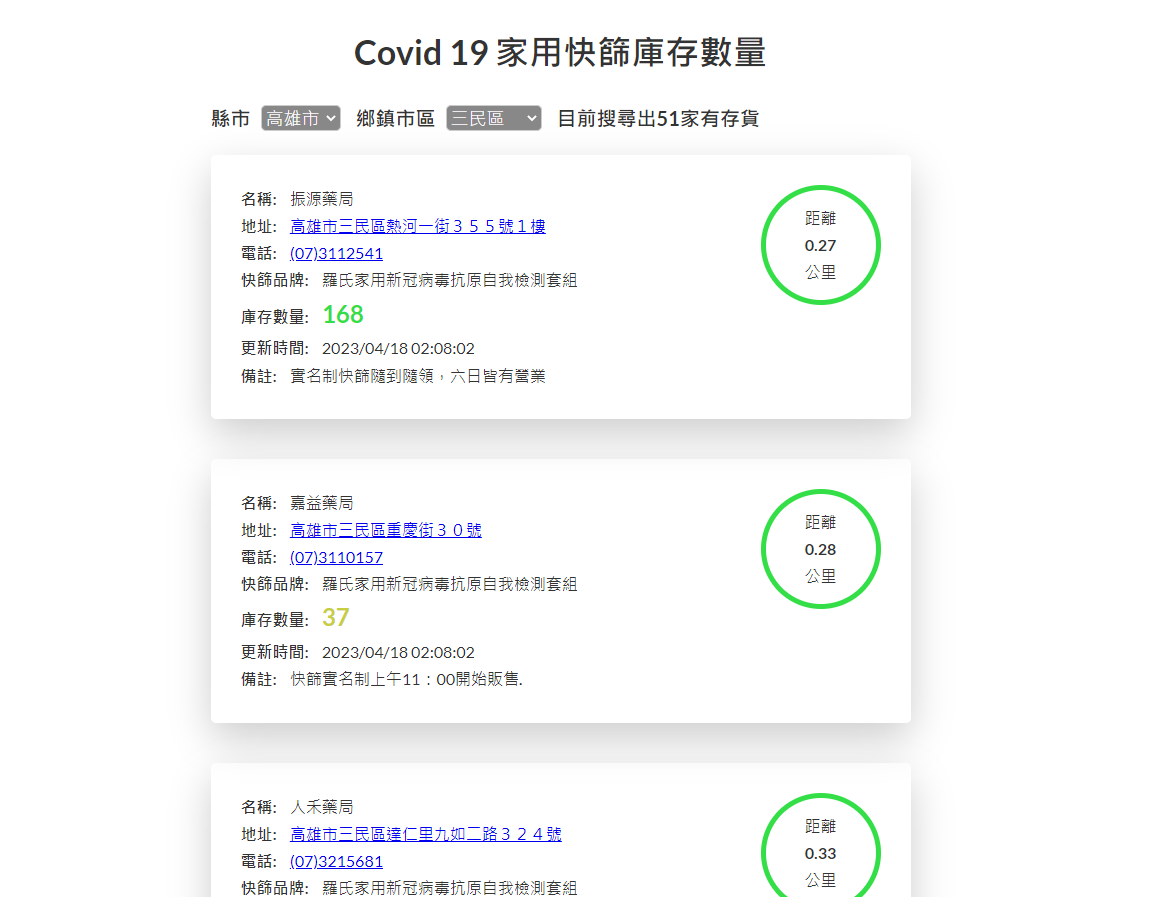 Covid 19 家用快篩庫存數量
縣市 高雄市 鄉鎮市區 三民區 目前搜尋出51家有存貨
名稱: 振源藥局
地址: 高雄市三民區熱河一街３５５號１樓
電話: (07)3112541
快篩品牌: 羅氏家用新冠病毒抗原自我檢測套組
庫存數量: 168
更新時間: 2023/04/18 02:08:02
備註: 實名制快篩隨到隨領，六日皆有營業
距離
0.27
公里
名稱: 嘉益藥局
地址: 高雄市三民區重慶街３０號
電話: (07)3110157
快篩品牌: 羅氏家用新冠病毒抗原自我檢測套組
庫存數量: 37
更新時間: 2023/04/18 02:08:02
備註: 快篩實名制上午11：00開始販售.
距離
0.28
公里
名稱: 人禾藥局
地址: 高雄市三民區達仁里九如二路３２４號
電話: (07)3215681
快篩品牌: 羅氏家用新冠病毒抗原自我檢測套組
距離
0.33
公里